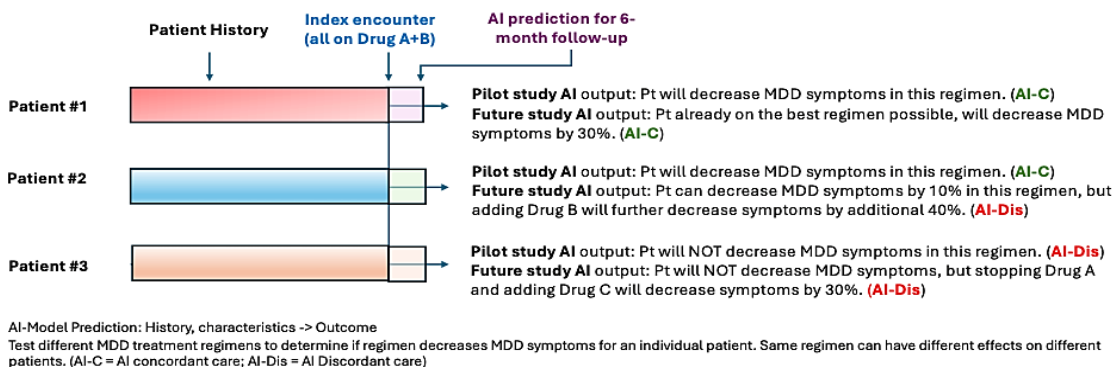 Patient History
Index encounter
(all on Drug A+B)
AI prediction for 6-
month follow-up
Patient #1
Pilot study AI output: Pt will decrease MDD symptoms in this regimen. (AI-C)
Future study AI output: Pt already on the best regimen possible, will decrease MDD
symptoms by 30%. (AI-C)
Patient #2
Pilot study AI output: Pt will decrease MDD symptoms in this regimen. (AI-C)
Future study AI output: Pt can decrease MDD symptoms by 10% in this regimen, but
adding Drug B will further decrease symptoms by additional 40%. (AI-Dis)
Patient #3
Pilot study AI output: Pt will NOT decrease MDD symptoms in this regimen. (AI-Dis)
Future study AI output: Pt will NOT decrease MDD symptoms, but stopping Drug A
and adding Drug C will decrease symptoms by 30%. (AI-Dis)
AI-Model Prediction: History, characteristics -> Outcome
Test different MDD treatment regimens to determine if regimen decreases MDD symptoms for an individual patient. Same regimen can have different effects on different
patients. (AI-C = AI concordant care; AI-Dis = AI Discordant care)